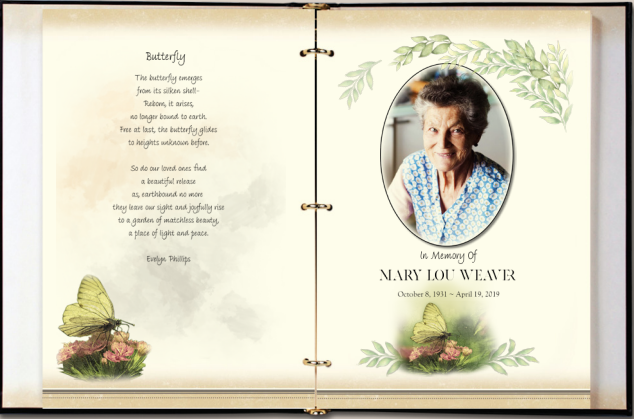 Butterfly
The butterfly emerges
from its silken shell-
Reborn, it arises,
no longer bound to earth.
Free at last, the butterfly glides
to heights unknown before.
So do our loved ones find
a beautiful release
as, earthbound no more
they leave our sight and joyfully rise
to a garden of matchless beauty,
a place of light and peace.
Evelyn Phillips
In Memory Of
MARY LOU WEAVER
October 8, 1931 ~ April 19, 2019